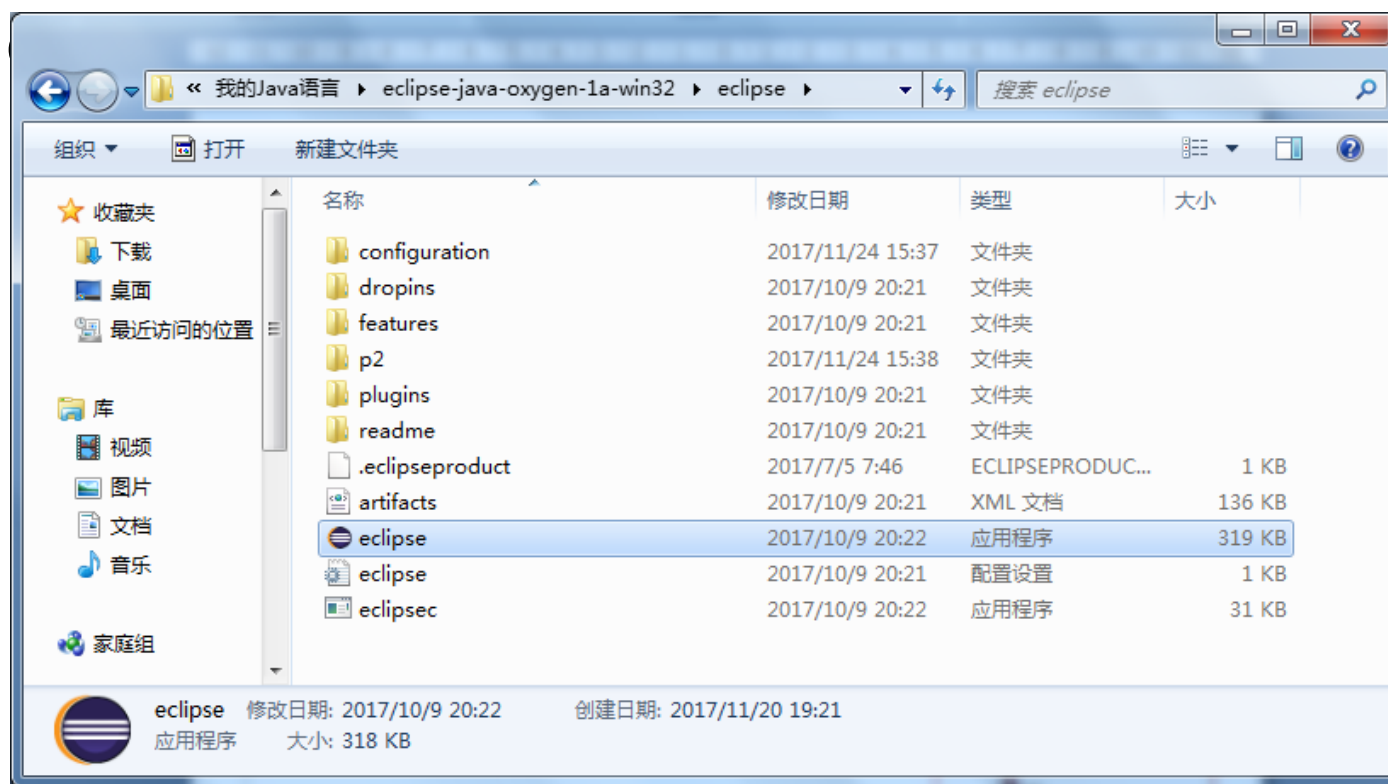 « 我的Java语言 ▸ eclipse-java-oxygen-1a-win32 ▸ eclipse ▸ 搜索 eclipse
组织 打开 新建文件夹
收藏夹
下载
桌面
最近访问的位置
库
视频
图片
文档
音乐
家庭组
名称 修改日期 类型 大小
configuration 2017/11/24 15:37 文件夹
dropins 2017/10/9 20:21 文件夹
features 2017/10/9 20:21 文件夹
p2 2017/11/24 15:38 文件夹
plugins 2017/10/9 20:21 文件夹
readme 2017/10/9 20:21 文件夹
.eclipseproduct 2017/7/5 7:46 ECLIPSEPRODUC... 1 KB
artifacts 2017/10/9 20:21 XML 文档 136 KB
eclipse 2017/10/9 20:22 应用程序 319 KB
eclipse 2017/10/9 20:21 配置设置 1 KB
eclipsec 2017/10/9 20:22 应用程序 31 KB
eclipse 修改日期: 2017/10/9 20:22 创建日期: 2017/11/20 19:21
应用程序 大小: 318 KB